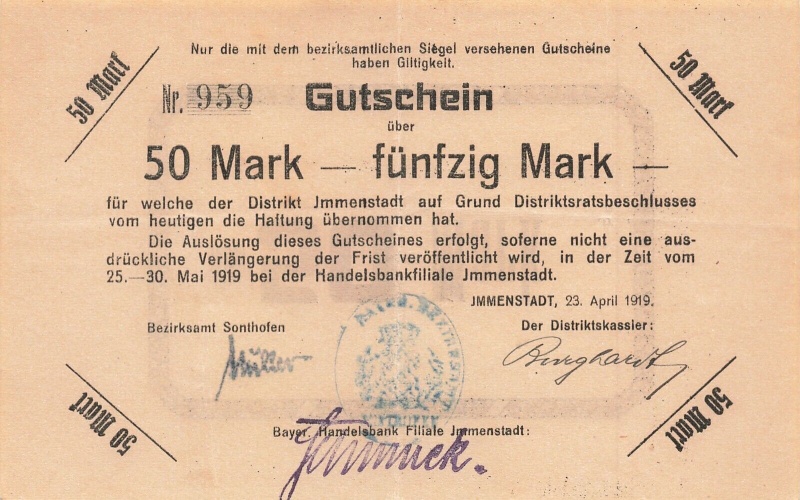 Nur die mit dem bezirksamtlichen Siegel versehenen Gutscheine
haben Giltigkeit.
50 Mark
50 Mark
Nr. 959
Gutschein
über
50 Mark — fünfzig Mark —
für welche der Distrikt Jmmenstadt auf Grund Distriktsratsbeschlusses
vom heutigen die Haftung übernommen hat.
Die Auslösung dieses Gutscheines erfolgt, soferne nicht eine aus-
drückliche Verlängerung der Frist veröffentlicht wird, in der Zeit vom
25.—30. Mai 1919 bei der Handelsbankfiliale Jmmenstadt.
JMMENSTADT, 23. April 1919.
Bezirksamt Sonthofen
Der Distriktskassier:
Müller
Burghardt
Bayer. Handelsbank Filiale Jmmenstadt:
50 Mark
50 Mark